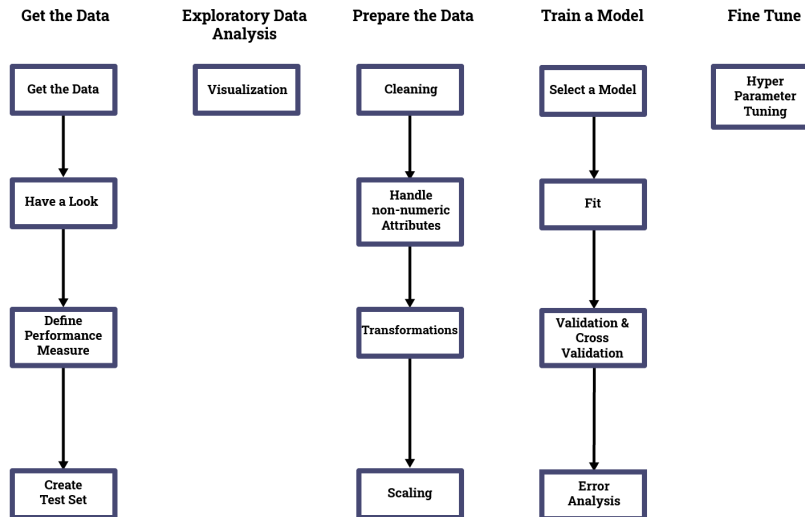 Get the Data
Exploratory Data
Analysis
Prepare the Data
Train a Model
Fine Tune
Get the Data
Have a Look
Define
Performance
Measure
Create
Test Set
Visualization
Cleaning
Handle
non-numeric
Attributes
Transformations
Scaling
Select a Model
Fit
Validation &
Cross
Validation
Error
Analysis
Hyper
Parameter
Tuning